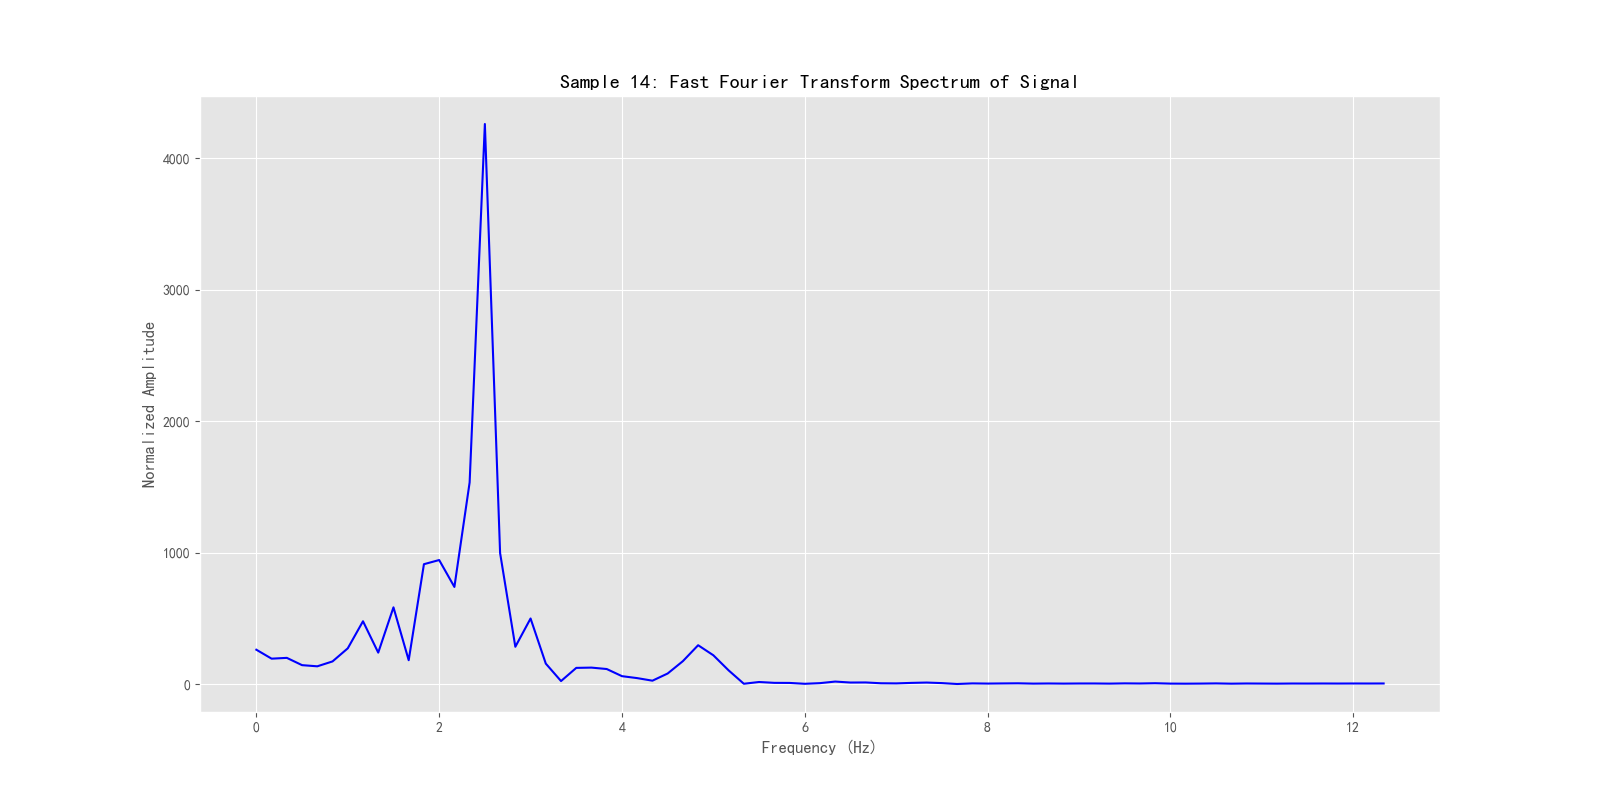 Sample 14: Fast Fourier Transform Spectrum of Signal
4000
3000
2000
1000
0
Normalized Amplitude
0 2 4 6 8 10 12
Frequency (Hz)